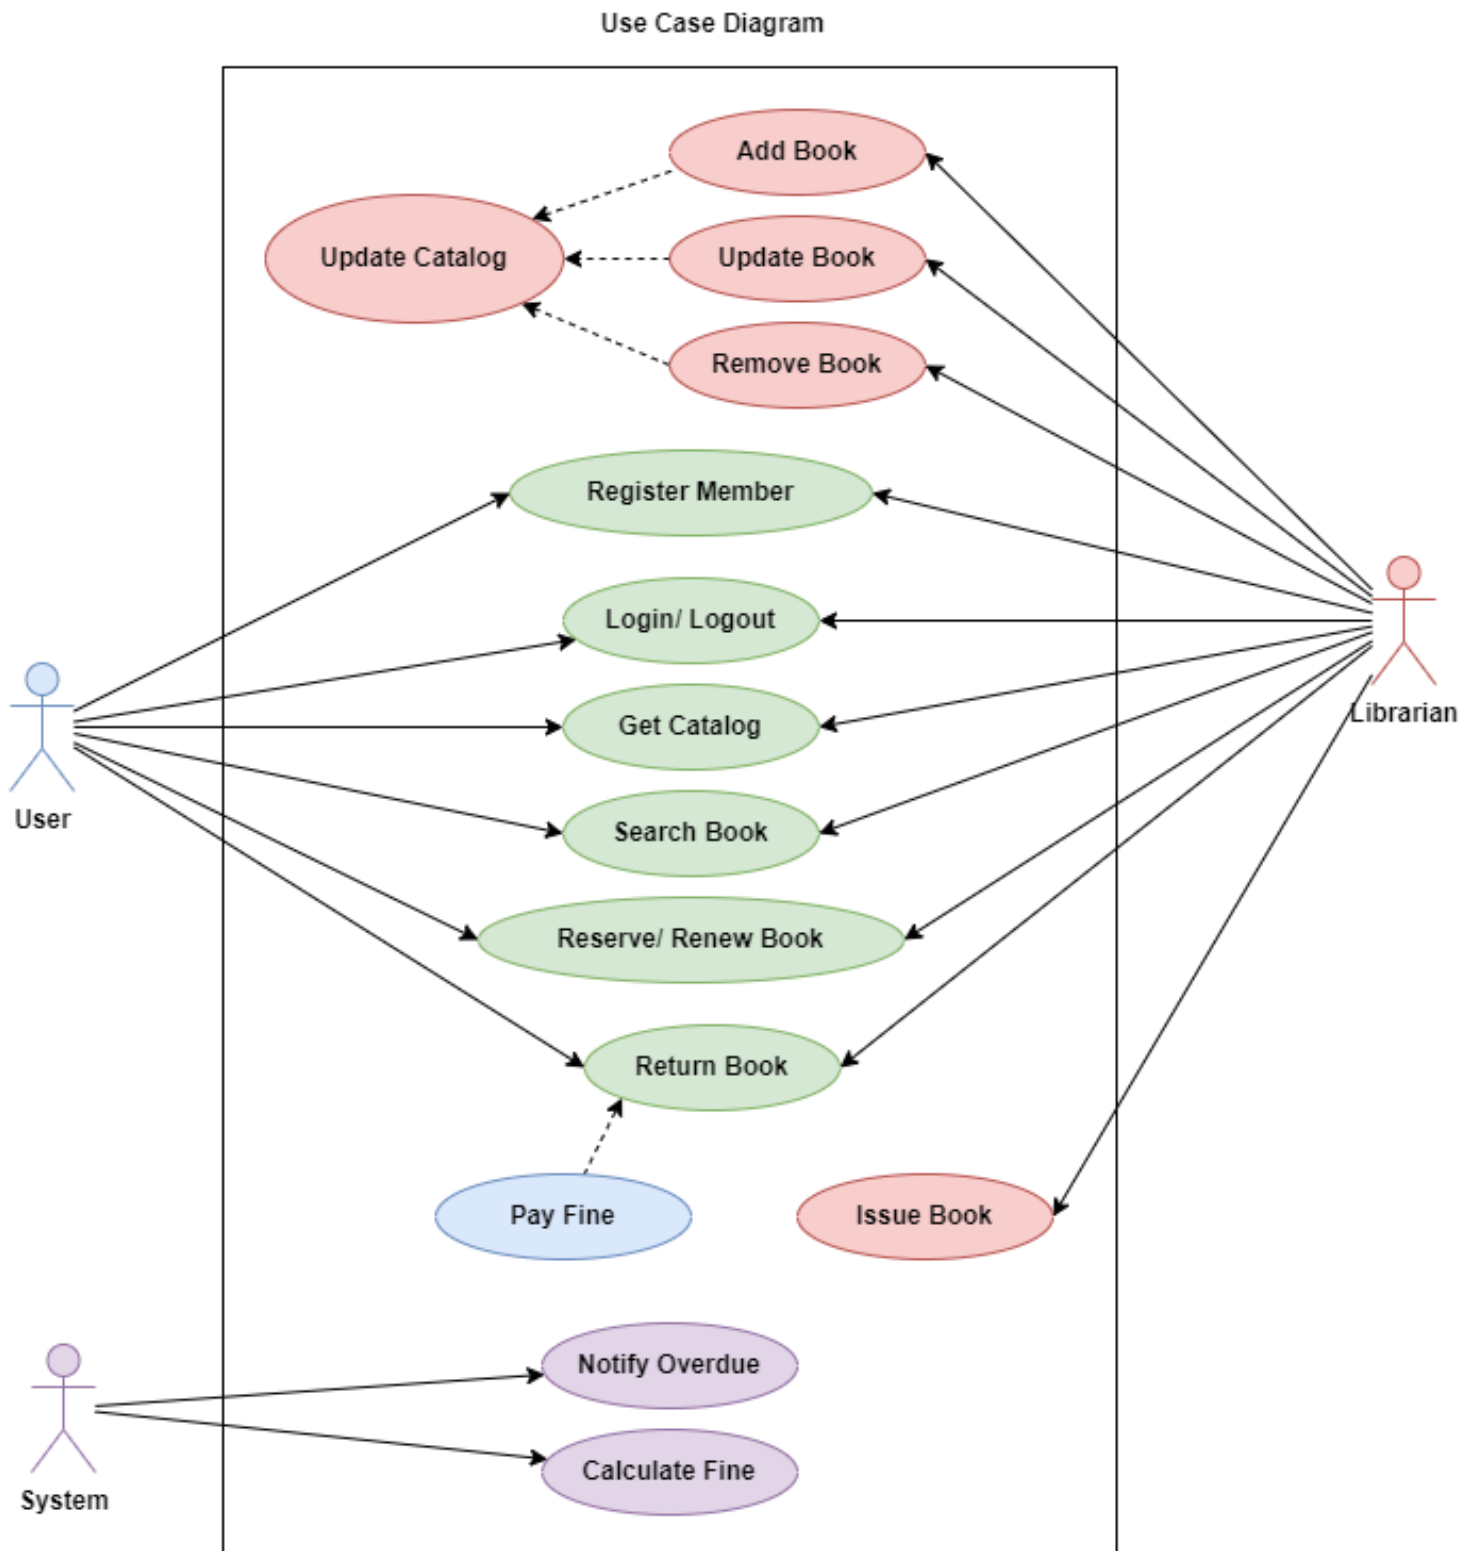 Use Case Diagram
Add Book
Update Catalog
Update Book
Remove Book
Register Member
Login/ Logout
Librarian
Get Catalog
User
Search Book
Reserve/ Renew Book
Return Book
Pay Fine
Issue Book
Notify Overdue
Calculate Fine
System